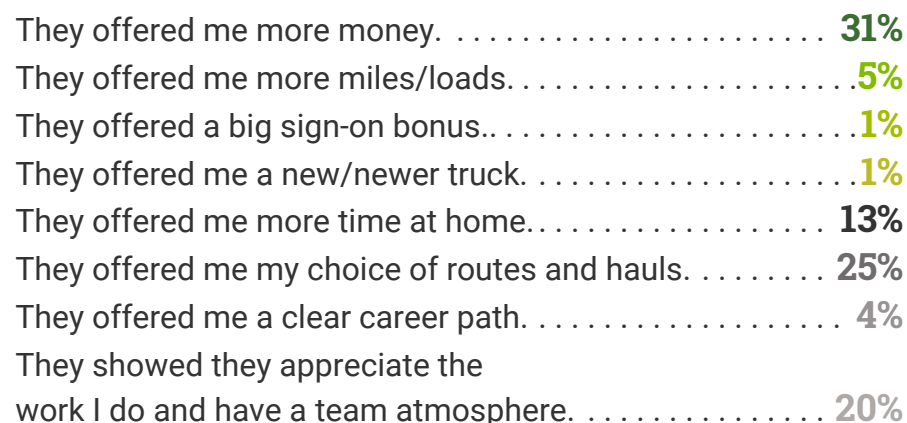 They offered me more money. . . . . . . . . . . . . . . . . . . . . . . . 31%
They offered me more miles/loads. . . . . . . . . . . . . . . . . . . . .5%
They offered a big sign-on bonus.. . . . . . . . . . . . . . . . . . . . . .1%
They offered me a new/newer truck. . . . . . . . . . . . . . . . . . . .1%
They offered me more time at home.. . . . . . . . . . . . . . . . . . 13%
They offered me my choice of routes and hauls. . . . . . . . . 25%
They offered me a clear career path. . . . . . . . . . . . . . . . . . . . 4%
They showed they appreciate the
work I do and have a team atmosphere. . . . . . . . . . . . . . . . 20%